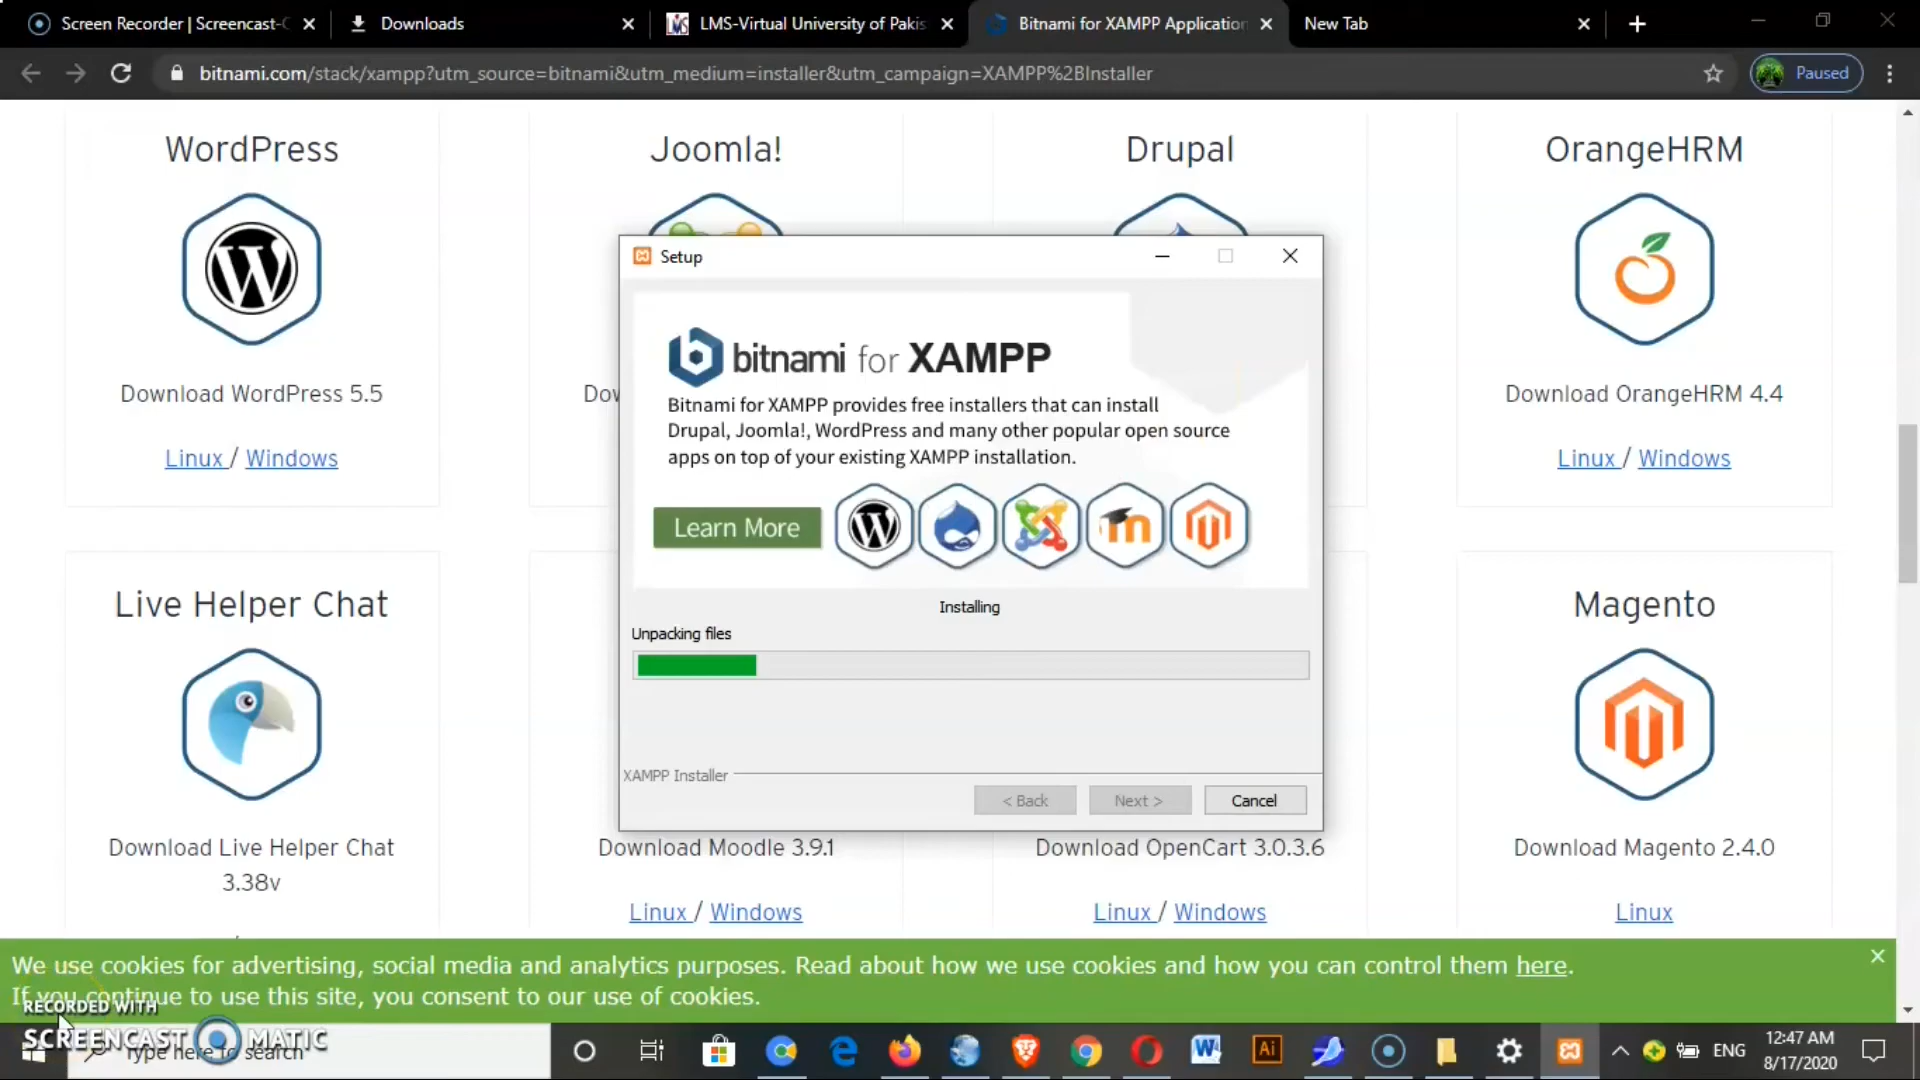 Screen Recorder | Screencast-O
Downloads
LMS-Virtual University of Pakis
Bitnami for XAMPP Application
New Tab
bitnami.com/stack/xampp?utm_source=bitnami&utm_medium=installer&utm_campaign=XAMPP%2BInstaller
Paused
WordPress
Joomla!
Drupal
OrangeHRM
Download WordPress 5.5
Download OrangeHRM 4.4
Linux / Windows
Linux / Windows
Setup
bitnami for XAMPP
Bitnami for XAMPP provides free installers that can install
Drupal, Joomla!, WordPress and many other popular open source
apps on top of your existing XAMPP installation.
Learn More
Installing
Unpacking files
XAMPP Installer
< Back
Next >
Cancel
Live Helper Chat
Magento
Download Live Helper Chat
3.38v
Download Moodle 3.9.1
Download OpenCart 3.0.3.6
Download Magento 2.4.0
Linux / Windows
Linux / Windows
Linux
We use cookies for advertising, social media and analytics purposes. Read about how we use cookies and how you can control them here.
If you continue to use this site, you consent to our use of cookies.
RECORDED WITH
SCREENCAST MATIC
Type here to search
ENG
12:47 AM
8/17/2020